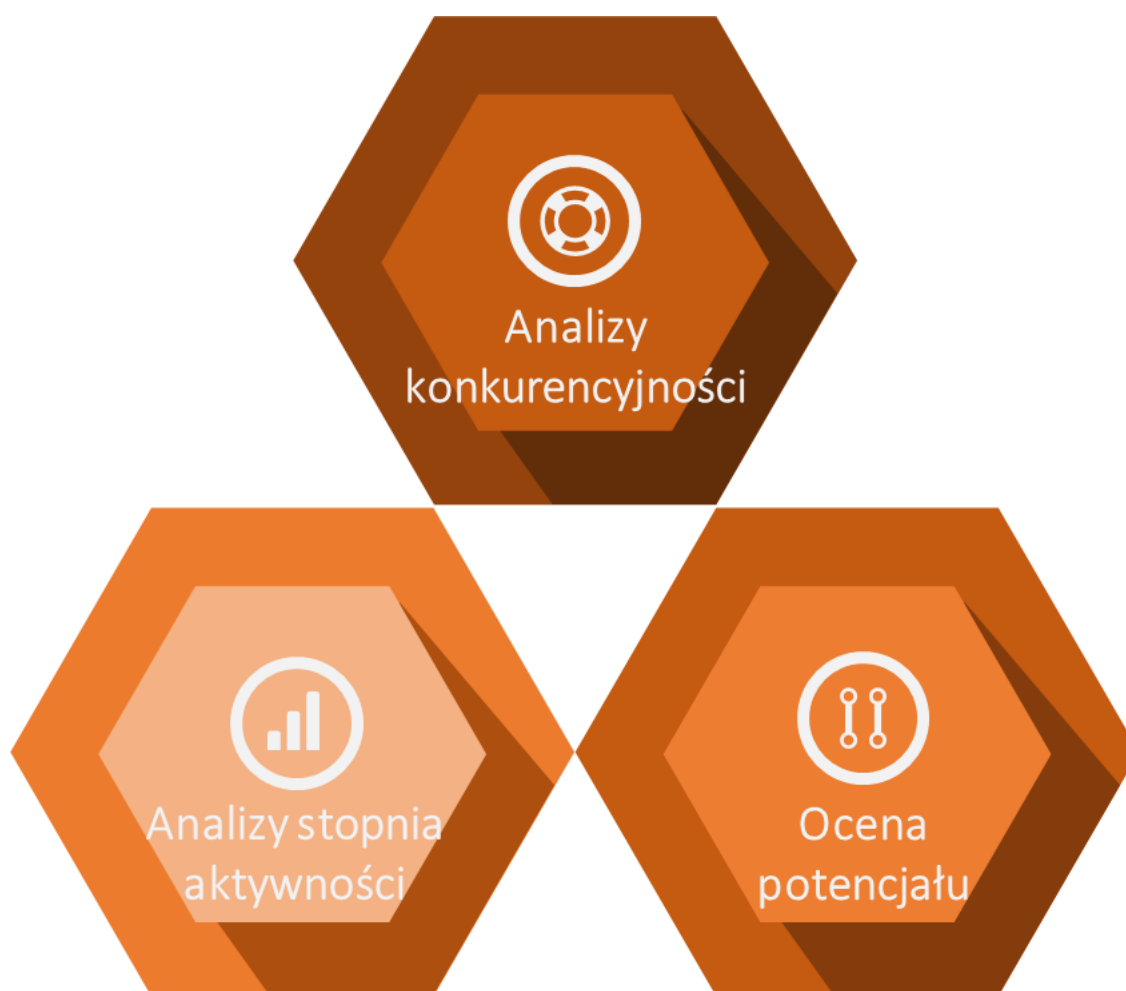 Analizy
konkurencyjności
Analizy stopnia
aktywności
Ocena
potencjału